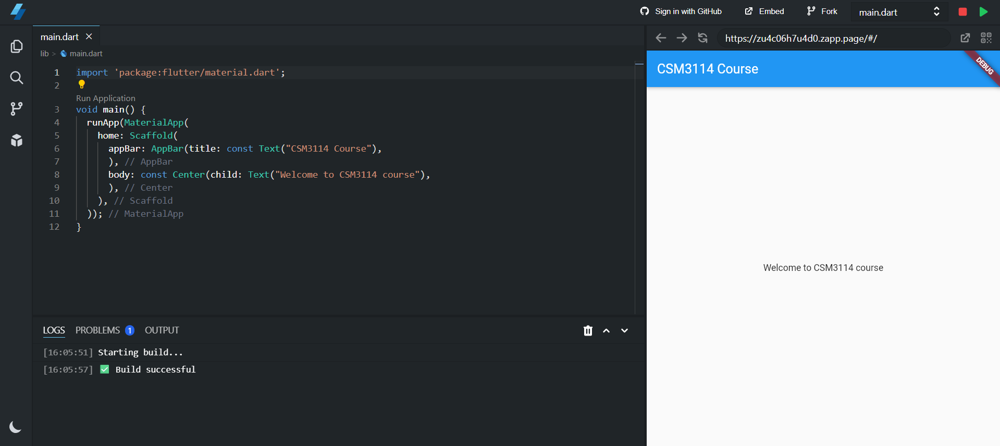 Sign in with GitHub Embed Fork main.dart
main.dart
lib > main.dart
1 import 'package:flutter/material.dart';
2
Run Application
3 void main() {
4 runApp(MaterialApp(
5 home: Scaffold(
6 appBar: AppBar(title: const Text("CSM3114 Course"),
7 ), // AppBar
8 body: const Center(child: Text("Welcome to CSM3114 course"),
9 ), // Center
10 ), // Scaffold
11 )); // MaterialApp
12 }
LOGS PROBLEMS 1 OUTPUT
[16:05:51] Starting build...
[16:05:57] ✅ Build successful
https://zu4c06h7u4d0.zapp.page/#/
CSM3114 Course
DEBUG
Welcome to CSM3114 course